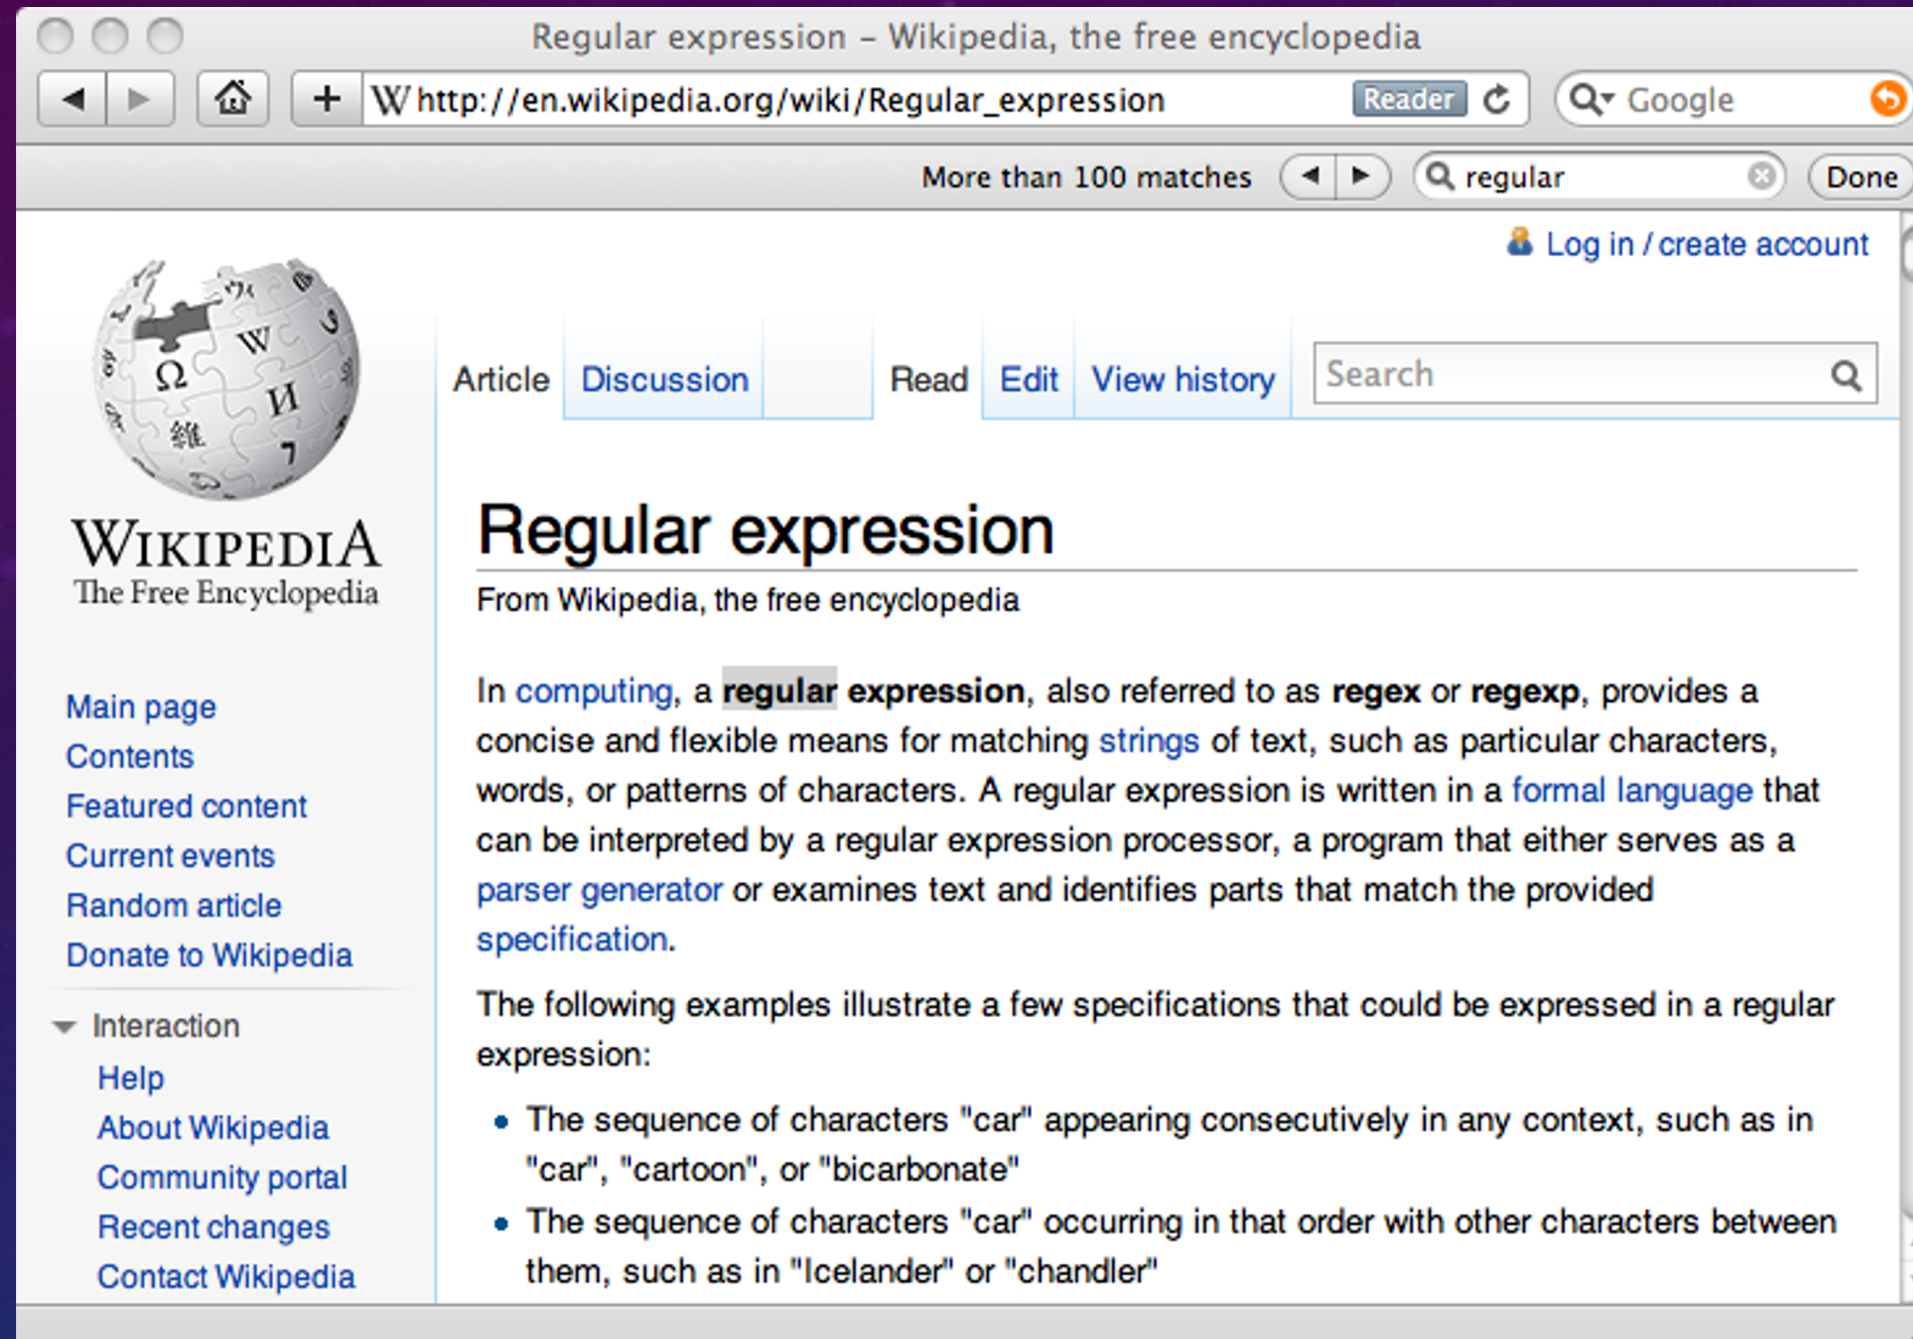 Regular expression – Wikipedia, the free encyclopedia
http://en.wikipedia.org/wiki/Regular_expression
Reader
Google
More than 100 matches
regular
Done
Log in / create account
Article
Discussion
Read
Edit
View history
Search
WIKIPEDIA
The Free Encyclopedia
Main page
Contents
Featured content
Current events
Random article
Donate to Wikipedia
Interaction
Help
About Wikipedia
Community portal
Recent changes
Contact Wikipedia
Regular expression
From Wikipedia, the free encyclopedia
In computing, a regular expression, also referred to as regex or regexp, provides a
concise and flexible means for matching strings of text, such as particular characters,
words, or patterns of characters. A regular expression is written in a formal language that
can be interpreted by a regular expression processor, a program that either serves as a
parser generator or examines text and identifies parts that match the provided
specification.
The following examples illustrate a few specifications that could be expressed in a regular
expression:
The sequence of characters "car" appearing consecutively in any context, such as in
"car", "cartoon", or "bicarbonate"
The sequence of characters "car" occurring in that order with other characters between
them, such as in "Icelander" or "chandler"